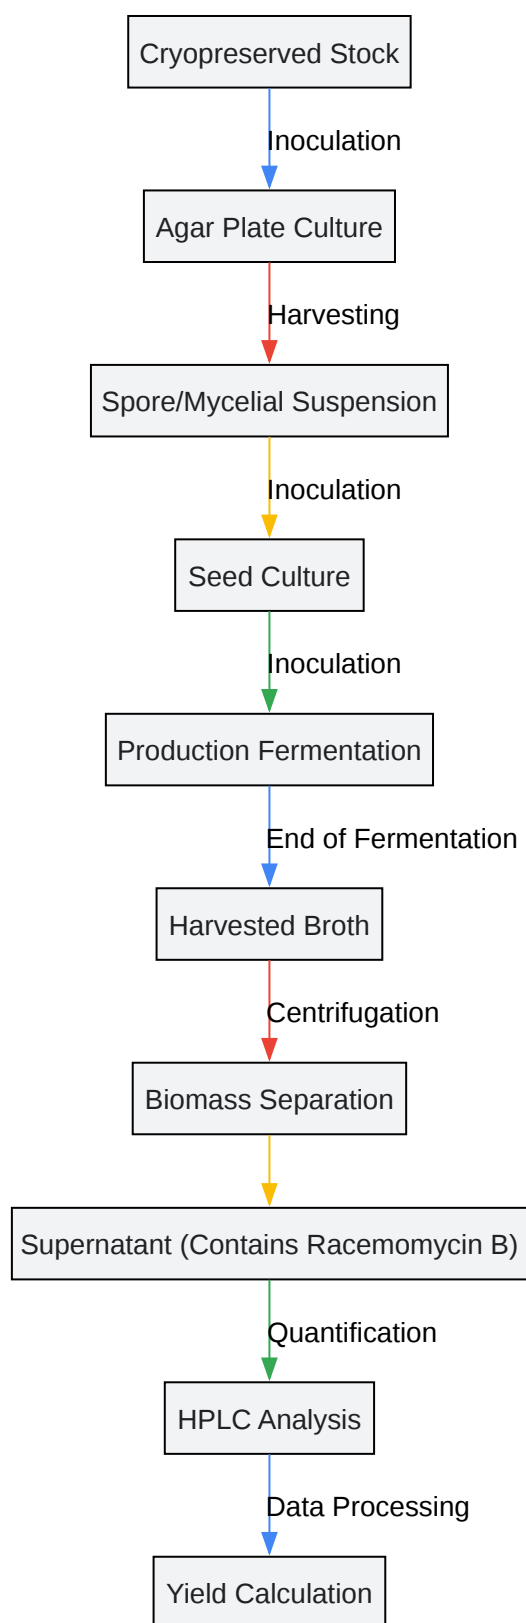 Cryopreserved Stock
Inoculation
Agar Plate Culture
Harvesting
Spore/Mycelial Suspension
Inoculation
Seed Culture
Inoculation
Production Fermentation
End of Fermentation
Harvested Broth
Centrifugation
Biomass Separation
Supernatant (Contains Racemomycin B)
Quantification
HPLC Analysis
Data Processing
Yield Calculation